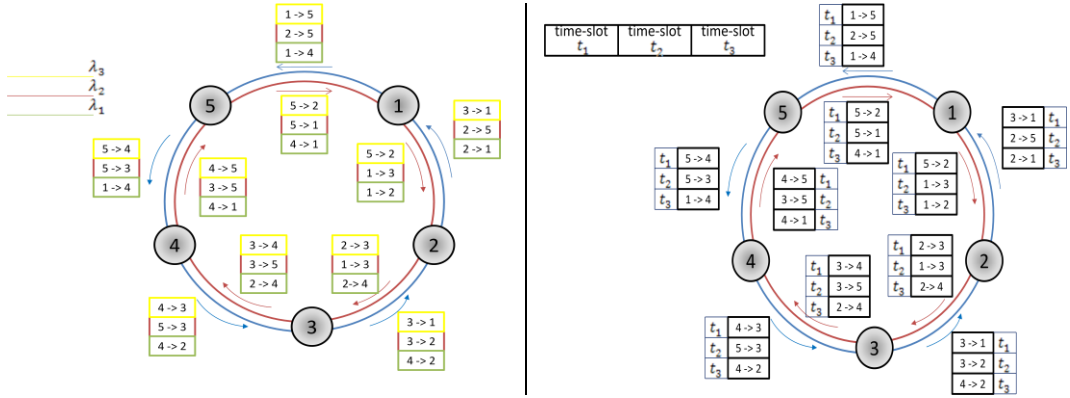 λ3
λ2
λ1
1 -> 5
2 -> 5
1 -> 4
5
1
5 -> 2
5 -> 1
4 -> 1
3 -> 1
2 -> 5
2 -> 1
5 -> 4
5 -> 3
1 -> 4
4 -> 5
3 -> 5
4 -> 1
5 -> 2
1 -> 3
1 -> 2
4
2
3 -> 4
3 -> 5
2 -> 4
2 -> 3
1 -> 3
2 -> 4
4 -> 3
5 -> 3
4 -> 2
3
3 -> 1
3 -> 2
4 -> 2
time-slot t1 time-slot t2 time-slot t3
t1 1 -> 5
t2 2 -> 5
t3 1 -> 4
5
1
t1 5 -> 2
t2 5 -> 1
t3 4 -> 1
3 -> 1 t1
2 -> 5 t2
2 -> 1 t3
t1 5 -> 4
t2 5 -> 3
t3 1 -> 4
4 -> 5 t1
3 -> 5 t2
4 -> 1 t3
t1 5 -> 2
t2 1 -> 3
t3 1 -> 2
4
2
t1 3 -> 4
t2 3 -> 5
t3 2 -> 4
t1 2 -> 3
t2 1 -> 3
t3 2 -> 4
t1 4 -> 3
t2 5 -> 3
t3 4 -> 2
3
3 -> 1 t1
3 -> 2 t2
4 -> 2 t3